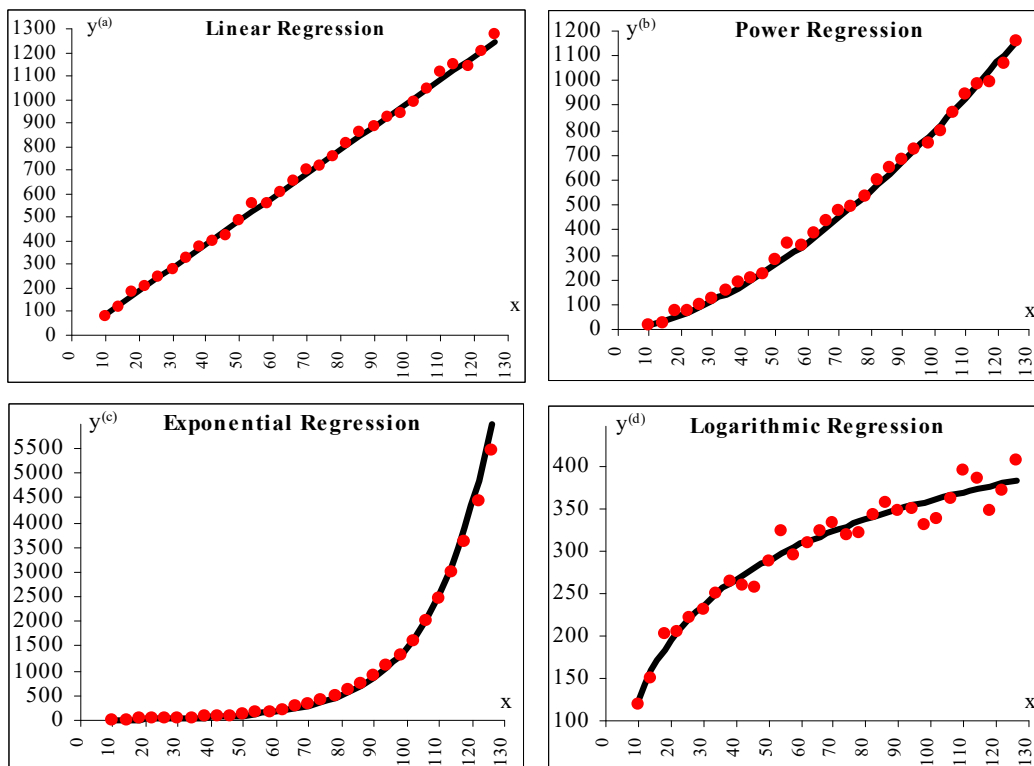 y(a)
Linear Regression
1300
1200
1100
1000
900
800
700
600
500
400
300
200
100
0
x
0 10 20 30 40 50 60 70 80 90 100 110 120 130
y(b)
Power Regression
1200
1100
1000
900
800
700
600
500
400
300
200
100
0
x
0 10 20 30 40 50 60 70 80 90 100 110 120 130
y(c)
Exponential Regression
5500
5000
4500
4000
3500
3000
2500
2000
1500
1000
500
0
x
0 10 20 30 40 50 60 70 80 90 100 110 120 130
y(d)
Logarithmic Regression
400
350
300
250
200
150
100
x
0 10 20 30 40 50 60 70 80 90 100 110 120 130